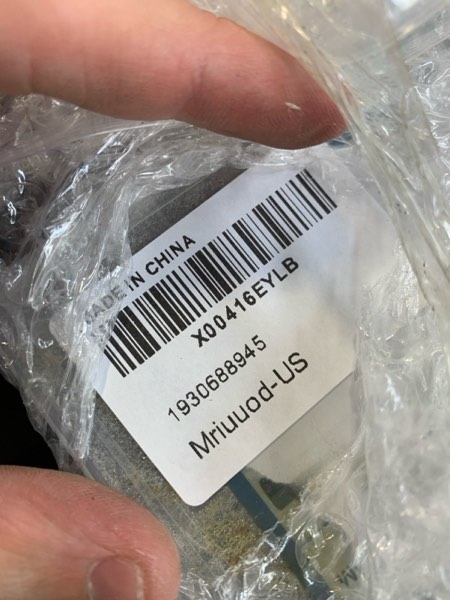 MADE IN CHINA
X00416EYLB
1930688945
Mriuuod-US